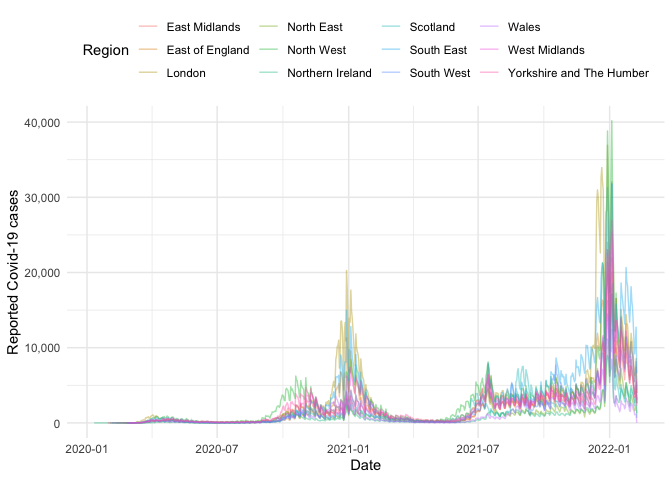 Region
East Midlands North East Scotland Wales
East of England North West South East West Midlands
London Northern Ireland South West Yorkshire and The Humber
Reported Covid-19 cases
40,000
30,000
20,000
10,000
0
2020-01 2020-07 2021-01 2021-07 2022-01
Date